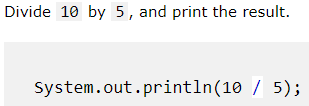 Divide 10 by 5, and print the result.
System.out.println(10 / 5);